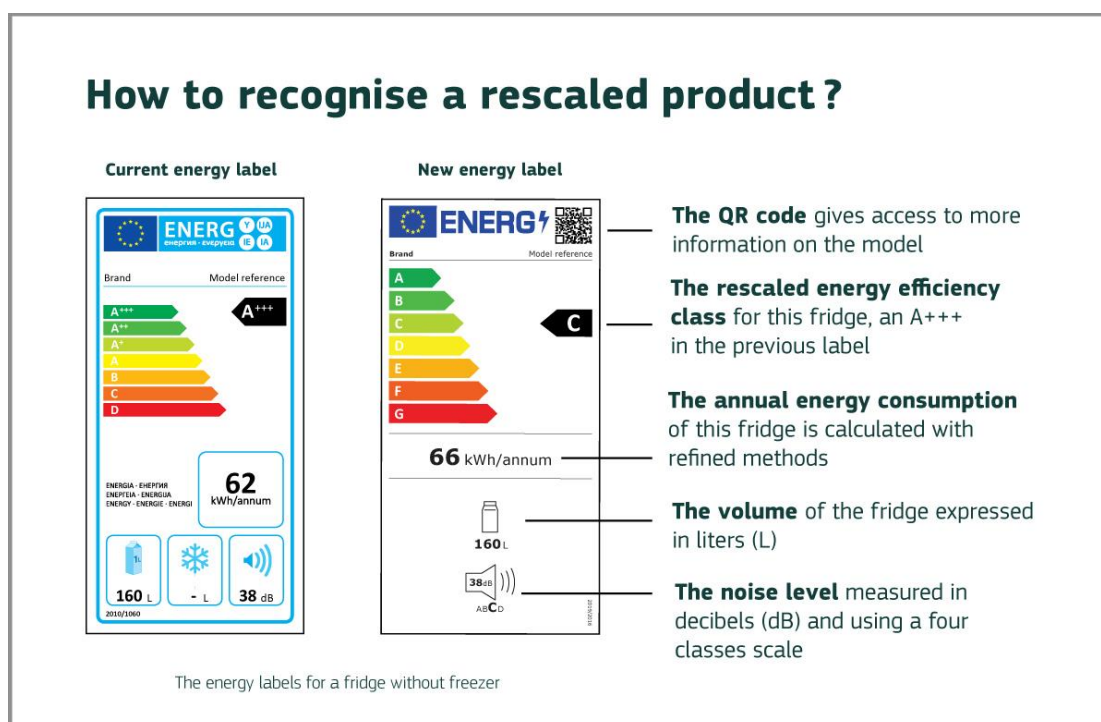 How to recognise a rescaled product ?
Current energy label
ENERG
енергия · ενεργεια
Y IJA
IE IA
Brand Model reference
A+++
A++
A+
A
B
C
D
A+++
ENERGIA · ЕНЕРГИЯ
ΕΝΕΡΓΕΙΑ · ENERGIJA
ENERGY · ENERGIE · ENERGI
62
kWh/annum
1L
160 L
- L
38 dB
2010/1060
New energy label
ENERG
Brand Model reference
A
B
C
D
E
F
G
C
66 kWh/annum
160 L
38dB
ABCD
The QR code gives access to more
information on the model
The rescaled energy efficiency
class for this fridge, an A+++
in the previous label
The annual energy consumption
of this fridge is calculated with
refined methods
The volume of the fridge expressed
in liters (L)
The noise level measured in
decibels (dB) and using a four
classes scale
The energy labels for a fridge without freezer